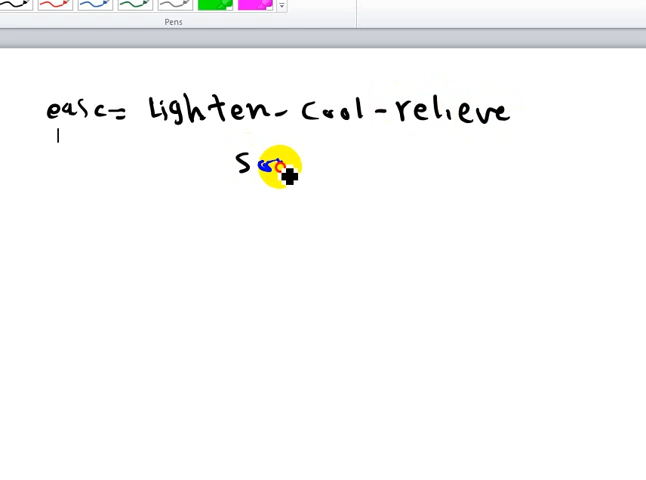 Pens
ease = Lighten - cool - relieve